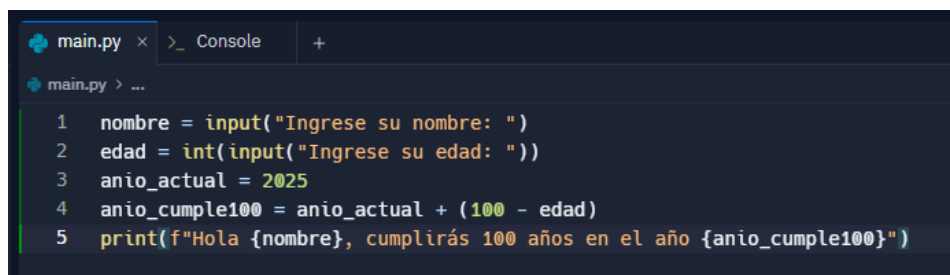 main.py × >_ Console +
main.py > ...
1 nombre = input("Ingrese su nombre: ")
2 edad = int(input("Ingrese su edad: "))
3 anio_actual = 2025
4 anio_cumple100 = anio_actual + (100 - edad)
5 print(f"Hola {nombre}, cumplirás 100 años en el año {anio_cumple100}")